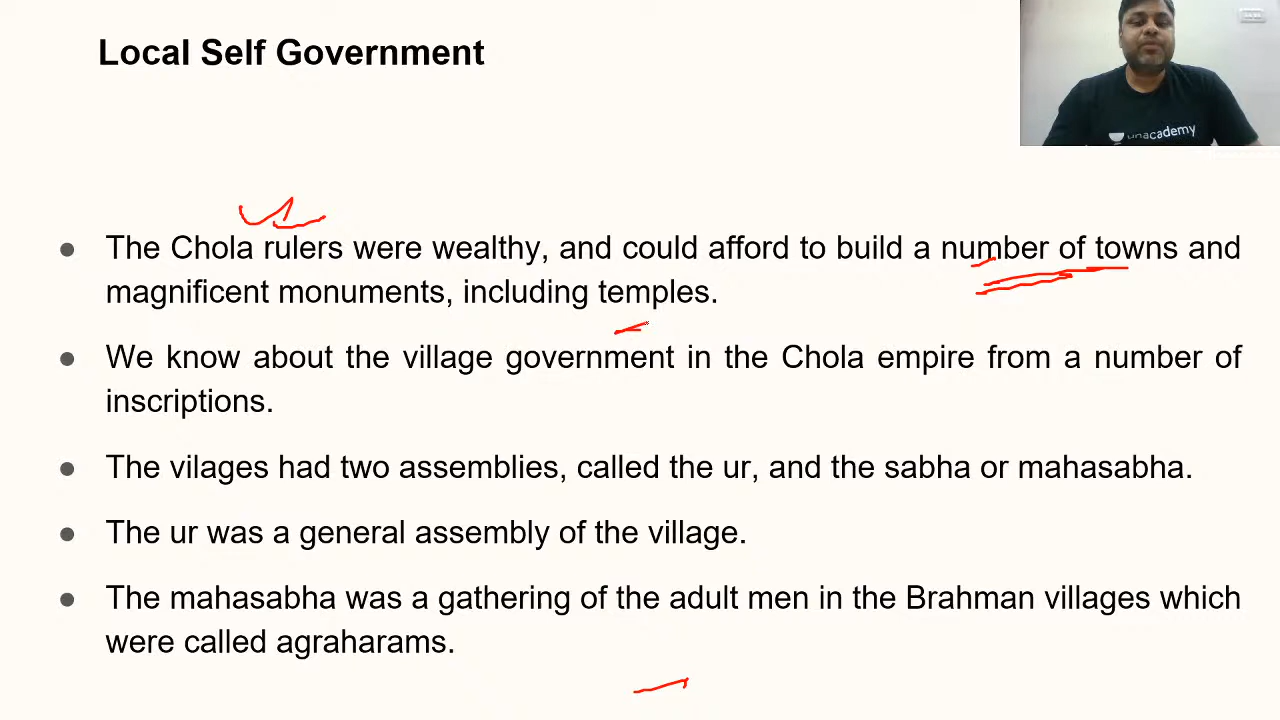 Local Self Government
unacademy
The Chola rulers were wealthy, and could afford to build a number of towns and
magnificent monuments, including temples.
We know about the village government in the Chola empire from a number of
inscriptions.
The vilages had two assemblies, called the ur, and the sabha or mahasabha.
The ur was a general assembly of the village.
The mahasabha was a gathering of the adult men in the Brahman villages which
were called agraharams.